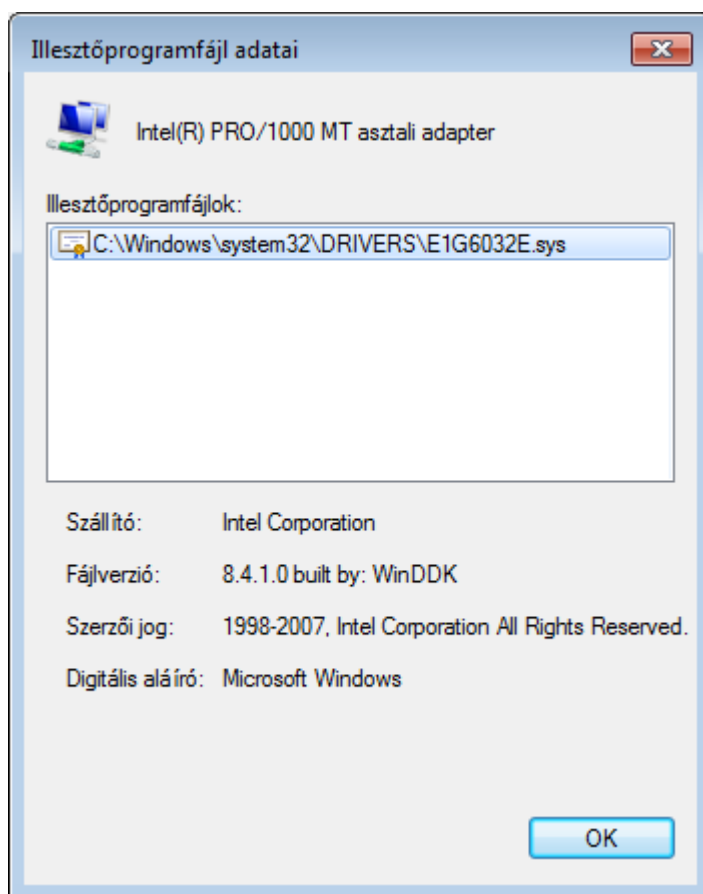 Illesztőprogramfájl adatai
Intel(R) PRO/1000 MT asztali adapter
Illesztőprogramfájlok:
C:\Windows\system32\DRIVERS\E1G6032E.sys
Szállító: Intel Corporation
Fájlverzió: 8.4.1.0 built by: WinDDK
Szerzői jog: 1998-2007, Intel Corporation All Rights Reserved.
Digitális aláíró: Microsoft Windows
OK